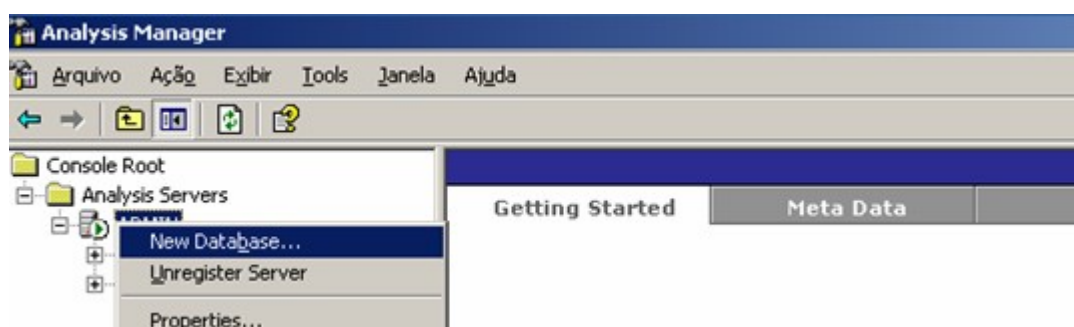 Analysis Manager
Arquivo Ação Exibir Tools Janela Ajuda
Console Root
Analysis Servers
Getting Started Meta Data
ADMIN
New Database...
Unregister Server
Properties...